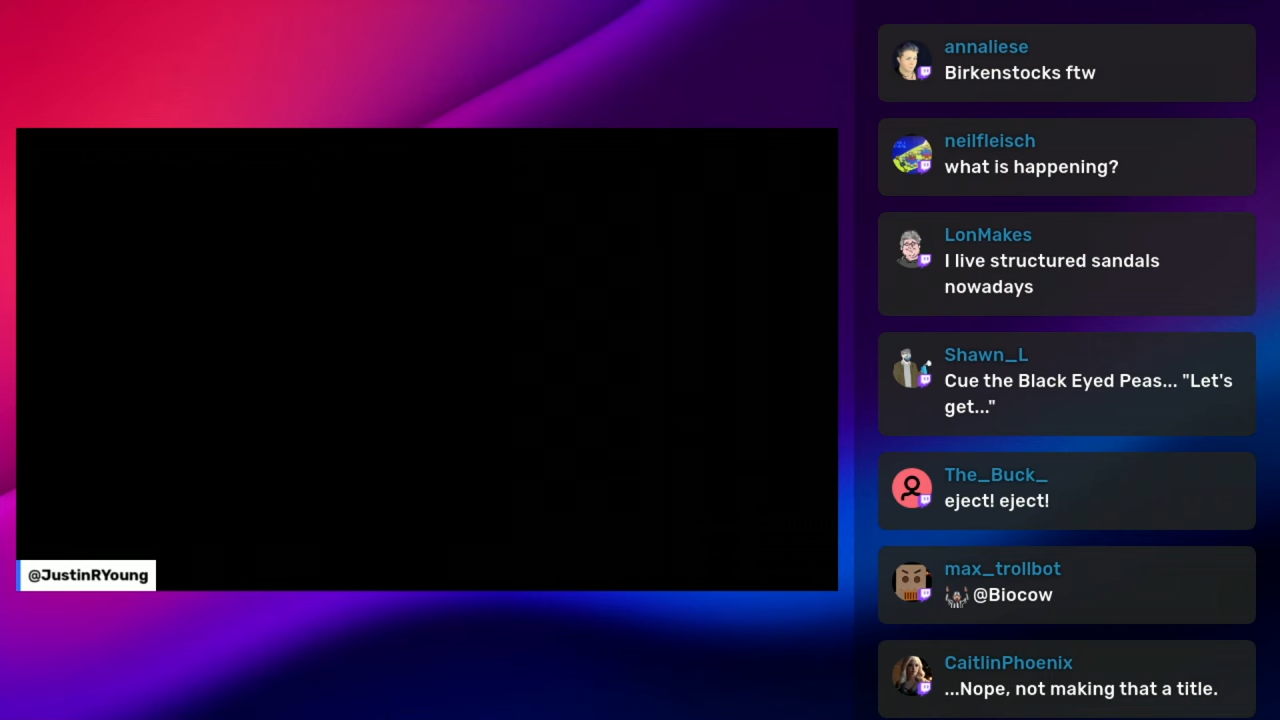 annaliese
Birkenstocks ftw
neilfleisch
what is happening?
LonMakes
I live structured sandals
nowadays
Shawn_L
Cue the Black Eyed Peas... "Let's
get..."
The_Buck_
eject! eject!
@JustinRYoung
max_trollbot
@Biocow
CaitlinPhoenix
...Nope, not making that a title.